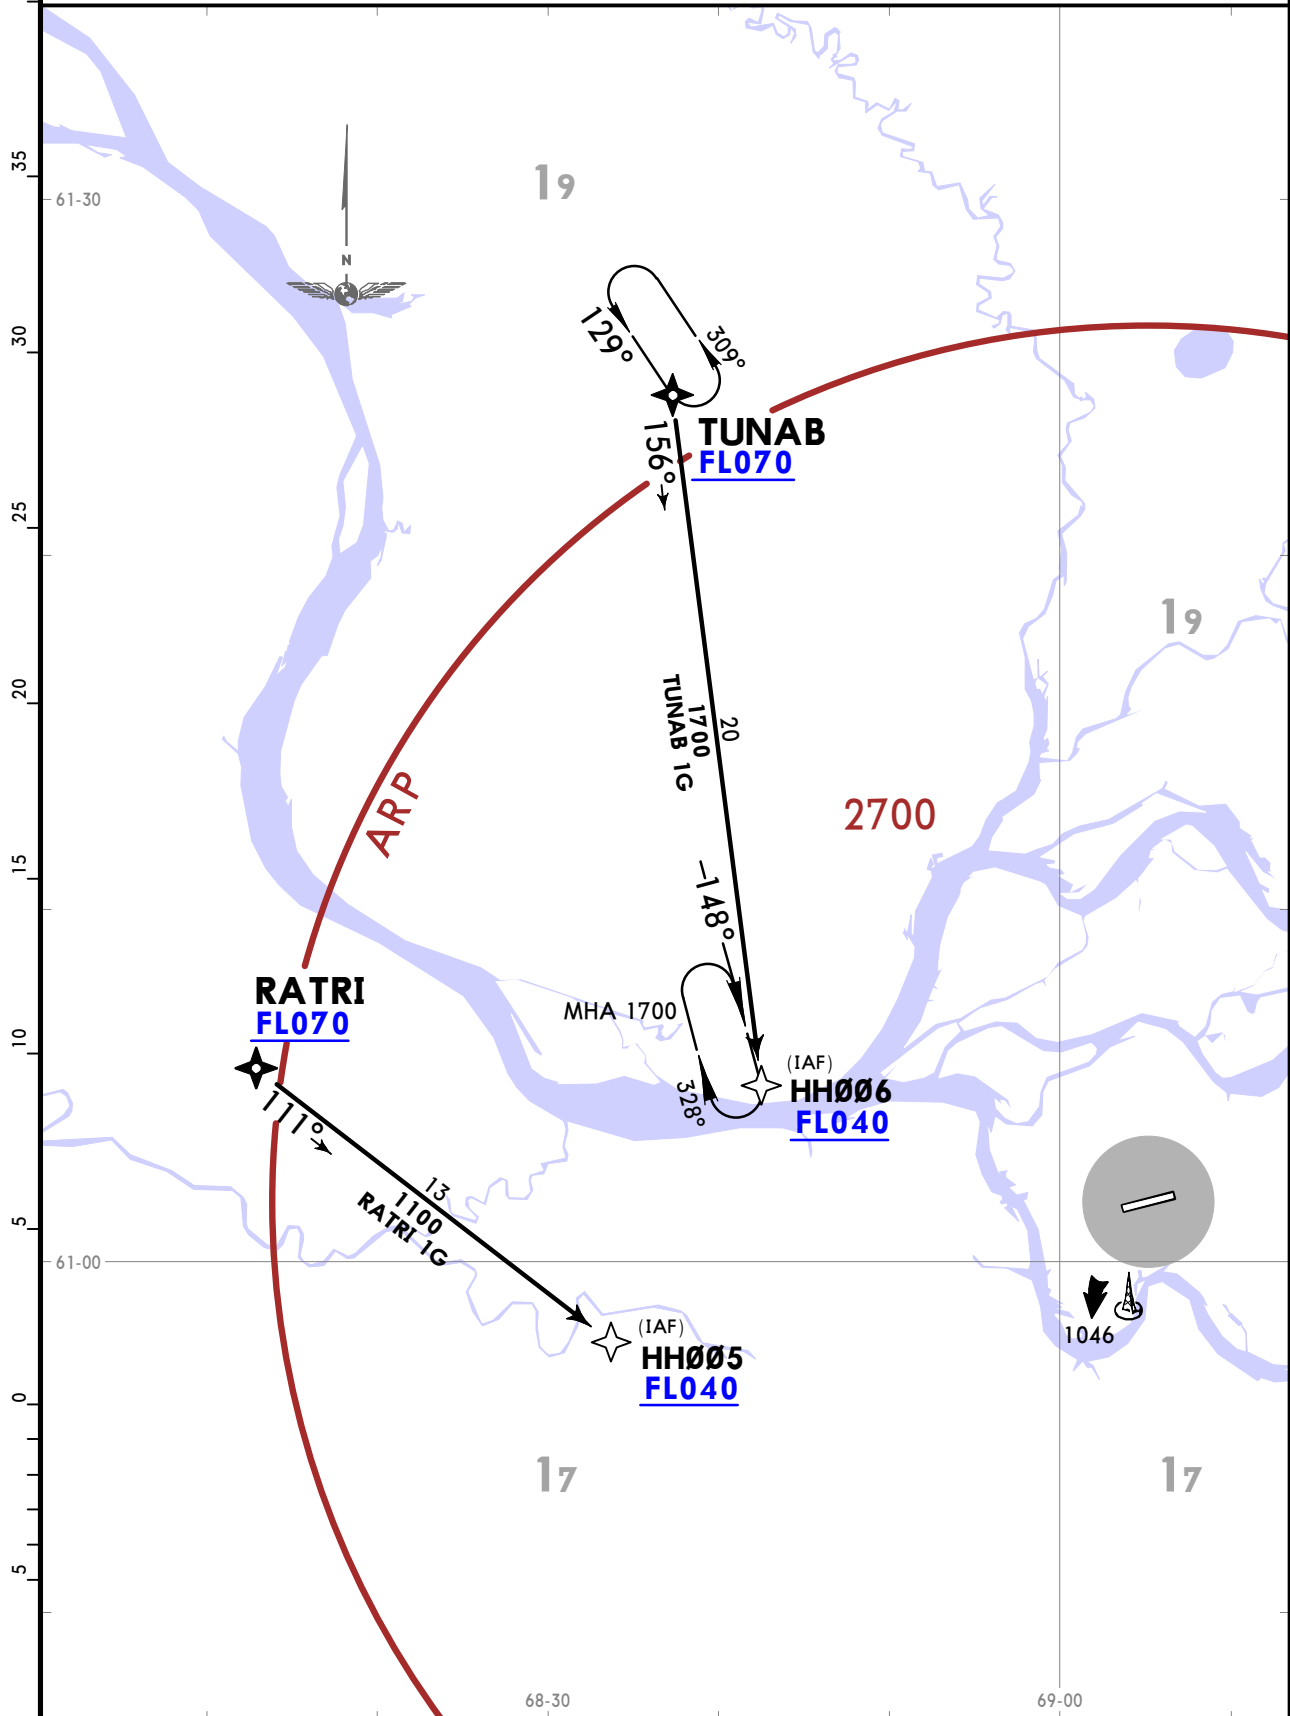 35
61-30
19
N
30
129°
309°
TUNAB
FL070
156°
25
19
20
TUNAB 1G
1700
20
ARP
2700
15
148°
RATRI
FL070
MHA 1700
10
(IAF)
HHØØ6
FL040
328°
111°
13
1100
RATRI 1G
5
61-00
(IAF)
HHØØ5
FL040
1046
0
17
17
5
68-30
69-00